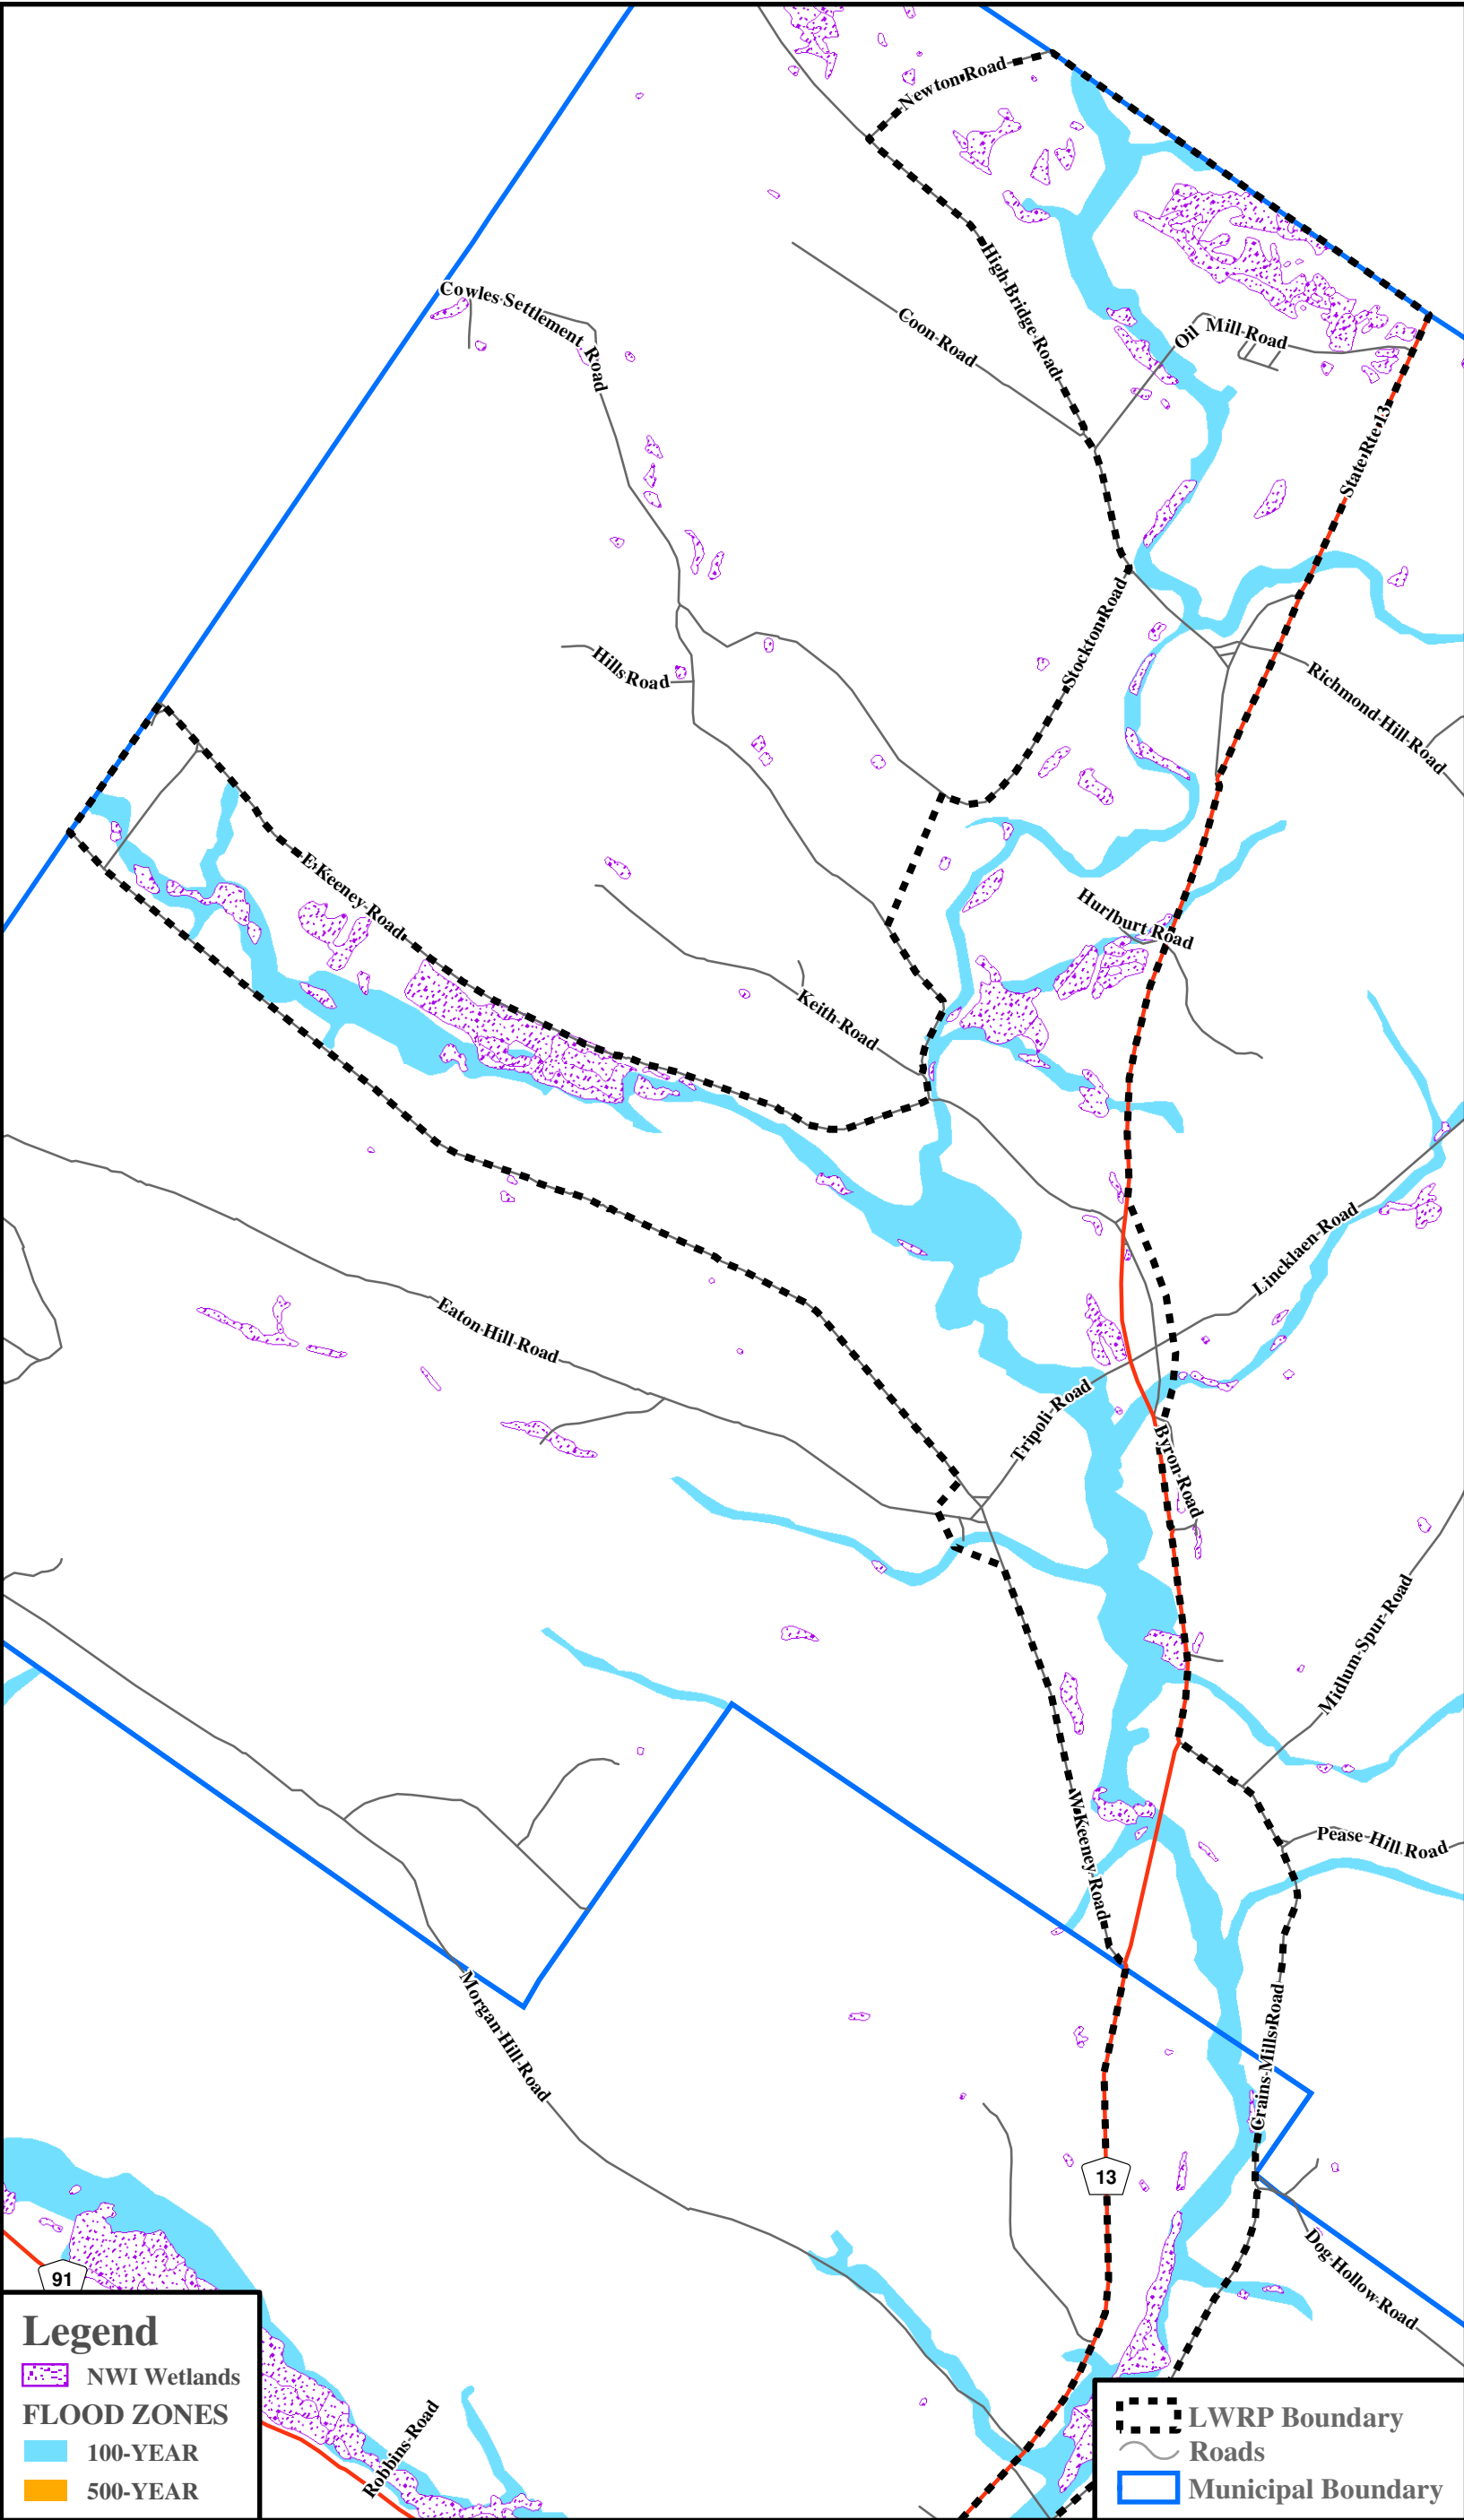 Newton Road
High Bridge Road
Cowles Settlement Road
Coon Road
Oil Mill Road
State Rte 13
Stockton Road
Hills Road
Richmond Hill Road
E Keeney Road
Hurlburt Road
Keith Road
Lincklaen Road
Eaton Hill Road
Tripoli Road
Byron Road
Midlum Spur Road
W Keeney Road
Pease Hill Road
Morgan Hill Road
Crains Mills Road
13
Dog Hollow Road
91
Robbins Road
Legend
NWI Wetlands
FLOOD ZONES
100-YEAR
500-YEAR
LWRP Boundary
Roads
Municipal Boundary